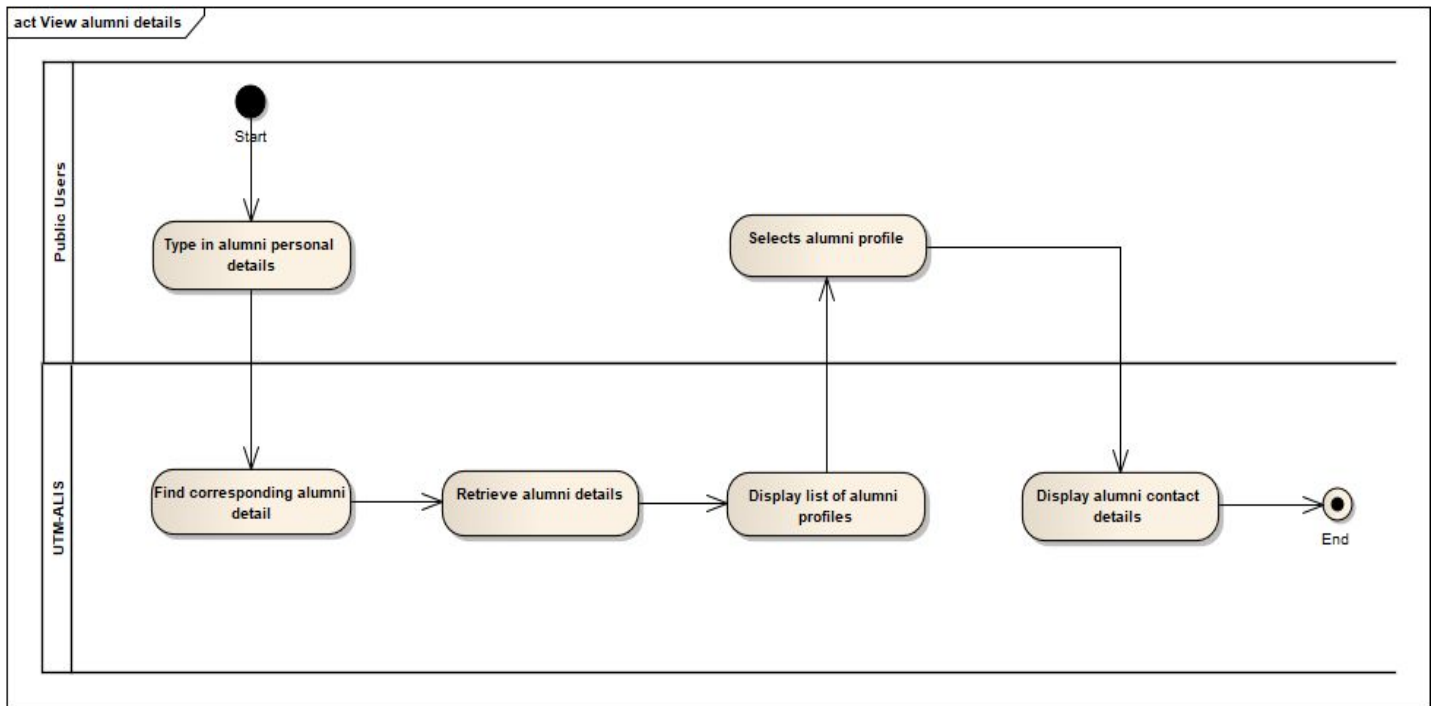 act View alumni details
Public Users
Start
Type in alumni personal
details
Selects alumni profile
UTM-ALIS
Find corresponding alumni
detail
Retrieve alumni details
Display list of alumni
profiles
Display alumni contact
details
End